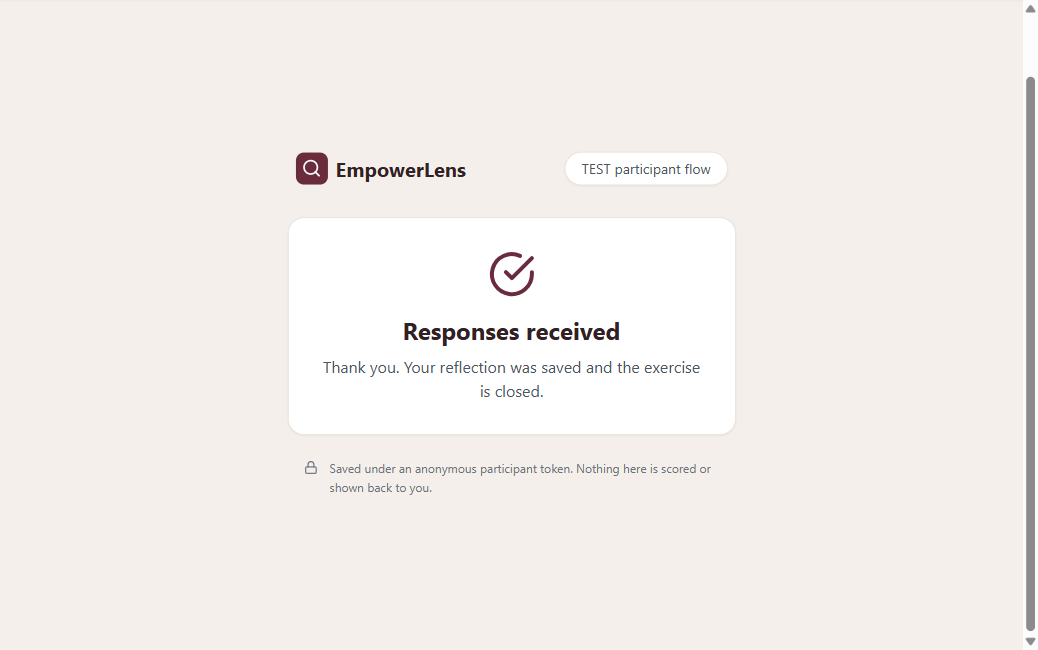 EmpowerLens
TEST participant flow
Responses received
Thank you. Your reflection was saved and the exercise
is closed.
Saved under an anonymous participant token. Nothing here is scored or
shown back to you.